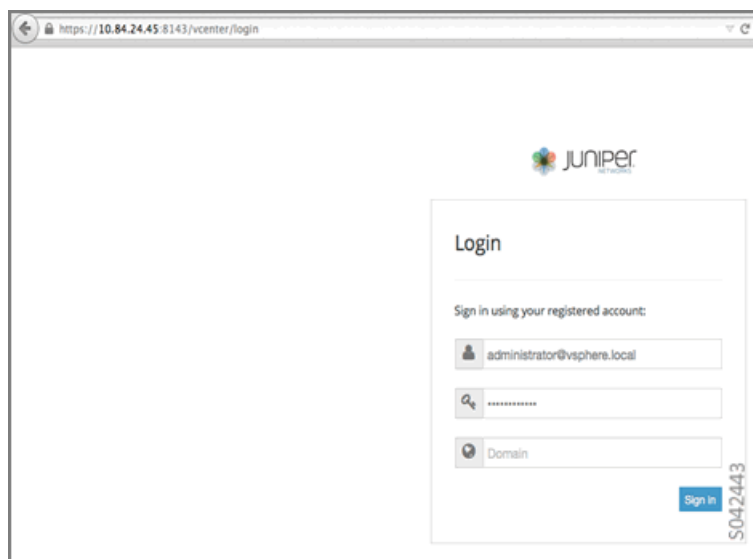 https://10.84.24.45:8143/vcenter/login
JUNIPER
NETWORKS
Login
Sign in using your registered account:
administrator@vsphere.local
Domain
Sign in
S042443